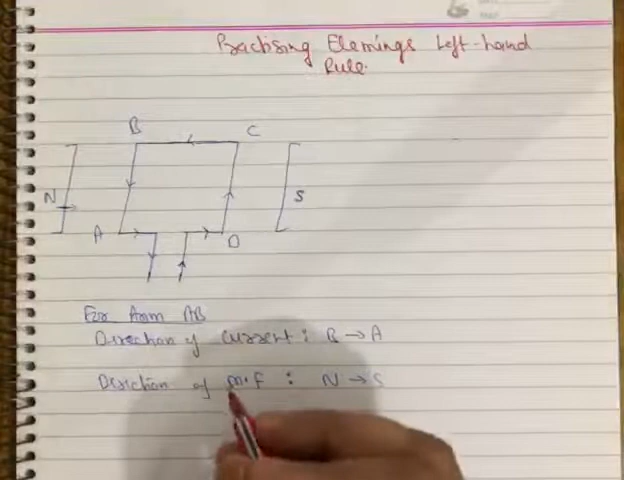 Practising Flemings Left-hand
Rule.
B
C
N
S
A
D
For Arm AB
Direction of current : B → A
Direction of m.f : N → S